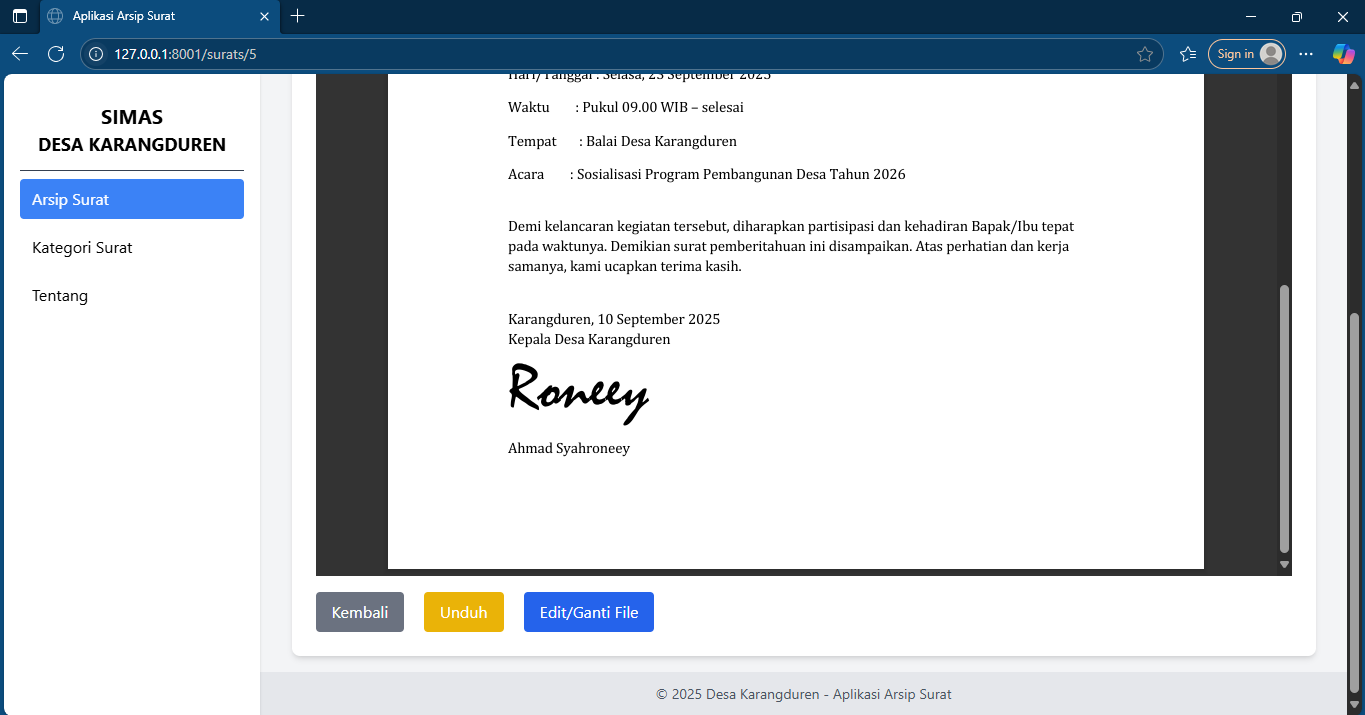 Aplikasi Arsip Surat
127.0.0.1:8001/surats/5
Sign in
SIMAS
DESA KARANGDUREN
Arsip Surat
Kategori Surat
Tentang
Hari/Tanggal : Selasa, 23 September 2025
Waktu : Pukul 09.00 WIB – selesai
Tempat : Balai Desa Karangduren
Acara : Sosialisasi Program Pembangunan Desa Tahun 2026
Demi kelancaran kegiatan tersebut, diharapkan partisipasi dan kehadiran Bapak/Ibu tepat
pada waktunya. Demikian surat pemberitahuan ini disampaikan. Atas perhatian dan kerja
samanya, kami ucapkan terima kasih.
Karangduren, 10 September 2025
Kepala Desa Karangduren
Roneey
Ahmad Syahroneey
Kembali
Unduh
Edit/Ganti File
© 2025 Desa Karangduren - Aplikasi Arsip Surat